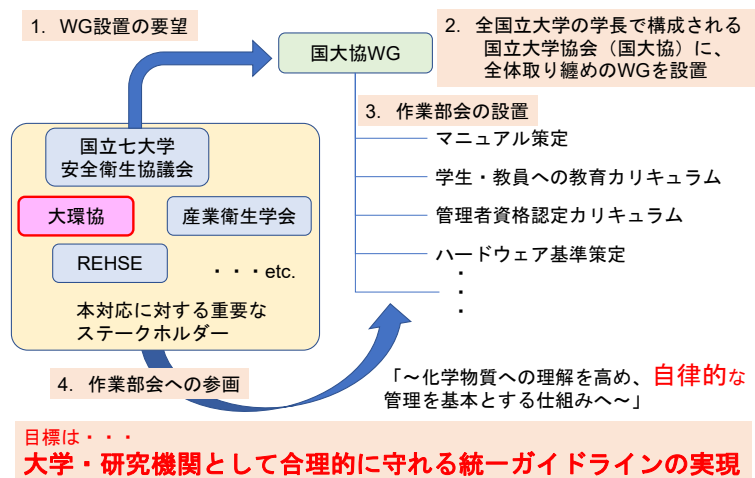 1. WG設置の要望
国大協WG
2. 全国立大学の学長で構成される
国立大学協会（国大協）に、
全体取り纏めのWGを設置
3. 作業部会の設置
マニュアル策定
学生・教員への教育カリキュラム
管理者資格認定カリキュラム
ハードウェア基準策定
・
・
・
国立七大学
安全衛生協議会
大環協
産業衛生学会
REHSE
・・・etc.
本対応に対する重要な
ステークホルダー
4. 作業部会への参画
「～化学物質への理解を高め、自律的な
管理を基本とする仕組みへ～」
目標は・・・
大学・研究機関として合理的に守れる統一ガイドラインの実現